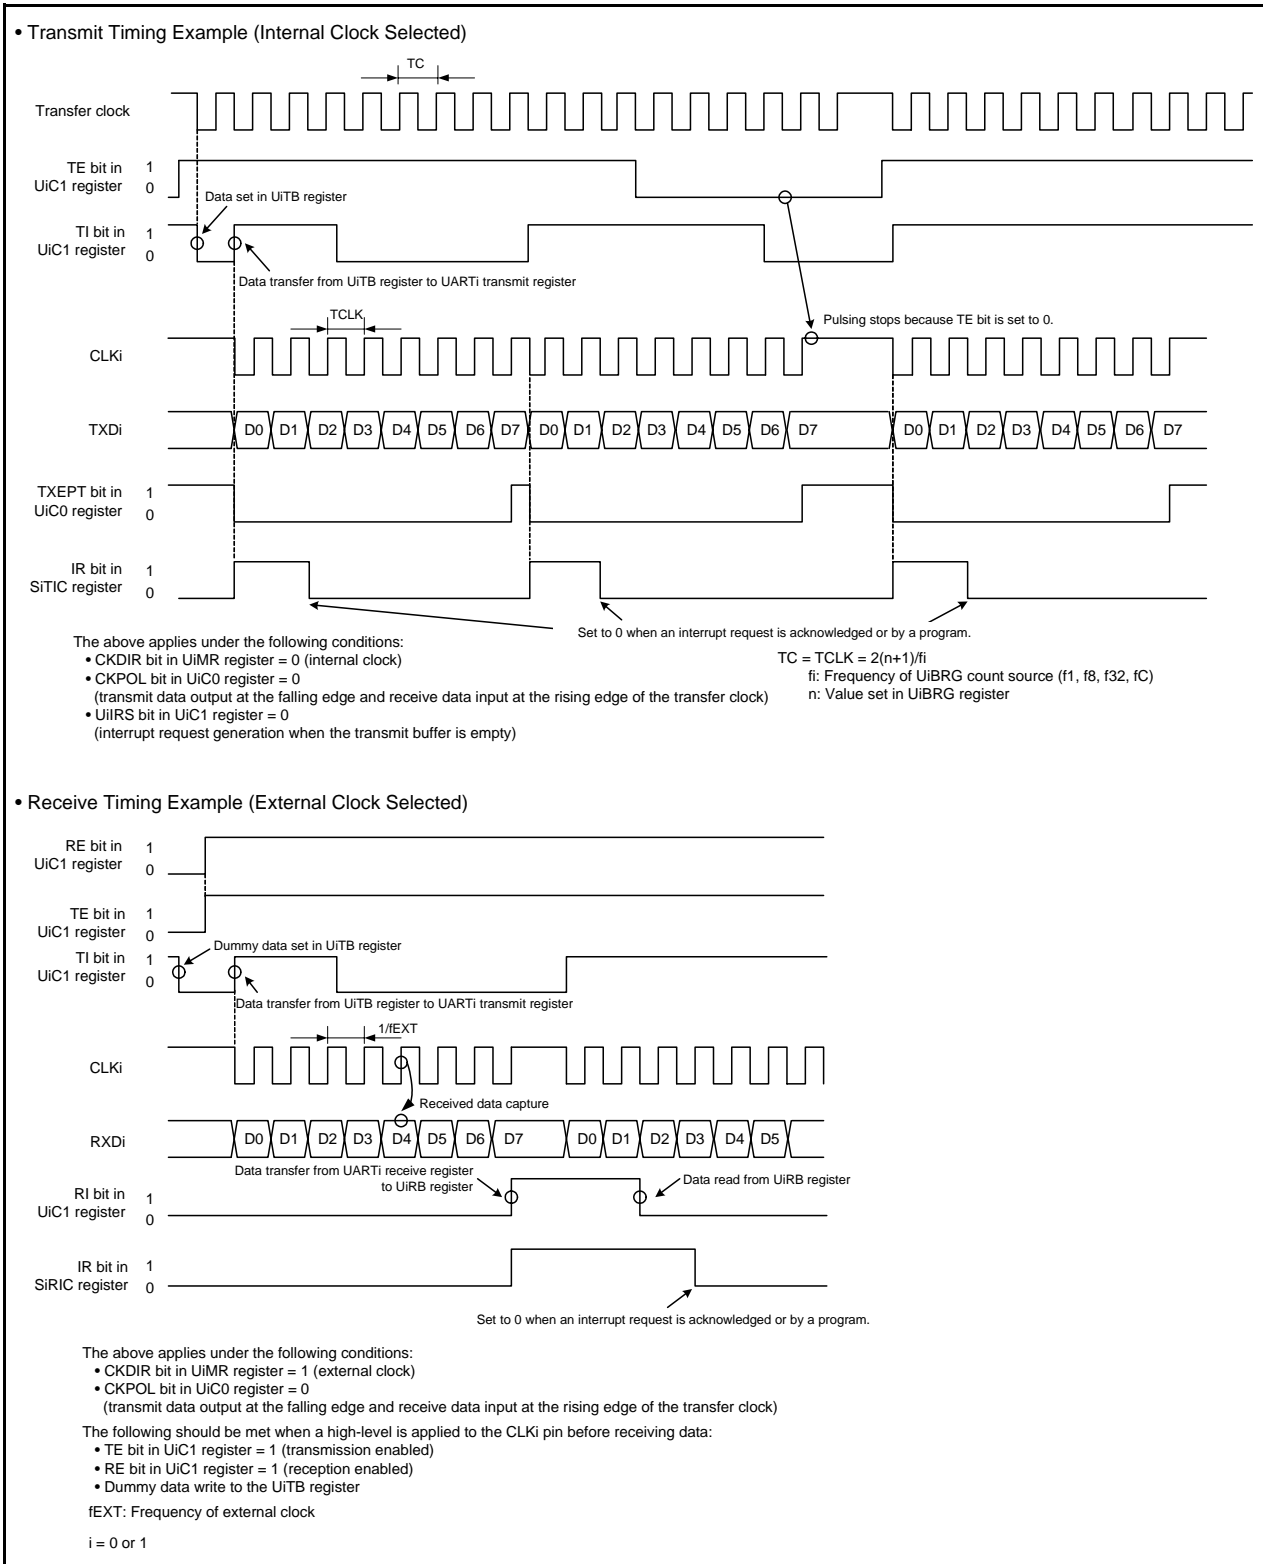 • Transmit Timing Example (Internal Clock Selected)
TC
Transfer clock
TE bit in
UiC1 register
1
0
Data set in UiTB register
TI bit in
UiC1 register
1
0
Data transfer from UiTB register to UARTi transmit register
TCLK
Pulsing stops because TE bit is set to 0.
CLKi
TXDi
D0 D1 D2 D3 D4 D5 D6 D7 D0 D1 D2 D3 D4 D5 D6 D7 D0 D1 D2 D3 D4 D5 D6 D7
TXEPT bit in
UiC0 register
1
0
IR bit in
SiTIC register
1
0
Set to 0 when an interrupt request is acknowledged or by a program.
The above applies under the following conditions:
• CKDIR bit in UiMR register = 0 (internal clock)
• CKPOL bit in UiC0 register = 0
(transmit data output at the falling edge and receive data input at the rising edge of the transfer clock)
• UiIRS bit in UiC1 register = 0
(interrupt request generation when the transmit buffer is empty)
TC = TCLK = 2(n+1)/fi
fi: Frequency of UiBRG count source (f1, f8, f32, fC)
n: Value set in UiBRG register
• Receive Timing Example (External Clock Selected)
RE bit in
UiC1 register
1
0
TE bit in
UiC1 register
1
0
Dummy data set in UiTB register
TI bit in
UiC1 register
1
0
Data transfer from UiTB register to UARTi transmit register
1/fEXT
CLKi
Received data capture
RXDi
D0 D1 D2 D3 D4 D5 D6 D7 D0 D1 D2 D3 D4 D5
Data transfer from UARTi receive register
to UiRB register
Data read from UiRB register
RI bit in
UiC1 register
1
0
IR bit in
SiRIC register
1
0
Set to 0 when an interrupt request is acknowledged or by a program.
The above applies under the following conditions:
• CKDIR bit in UiMR register = 1 (external clock)
• CKPOL bit in UiC0 register = 0
(transmit data output at the falling edge and receive data input at the rising edge of the transfer clock)
The following should be met when a high-level is applied to the CLKi pin before receiving data:
• TE bit in UiC1 register = 1 (transmission enabled)
• RE bit in UiC1 register = 1 (reception enabled)
• Dummy data write to the UiTB register
fEXT: Frequency of external clock
i = 0 or 1